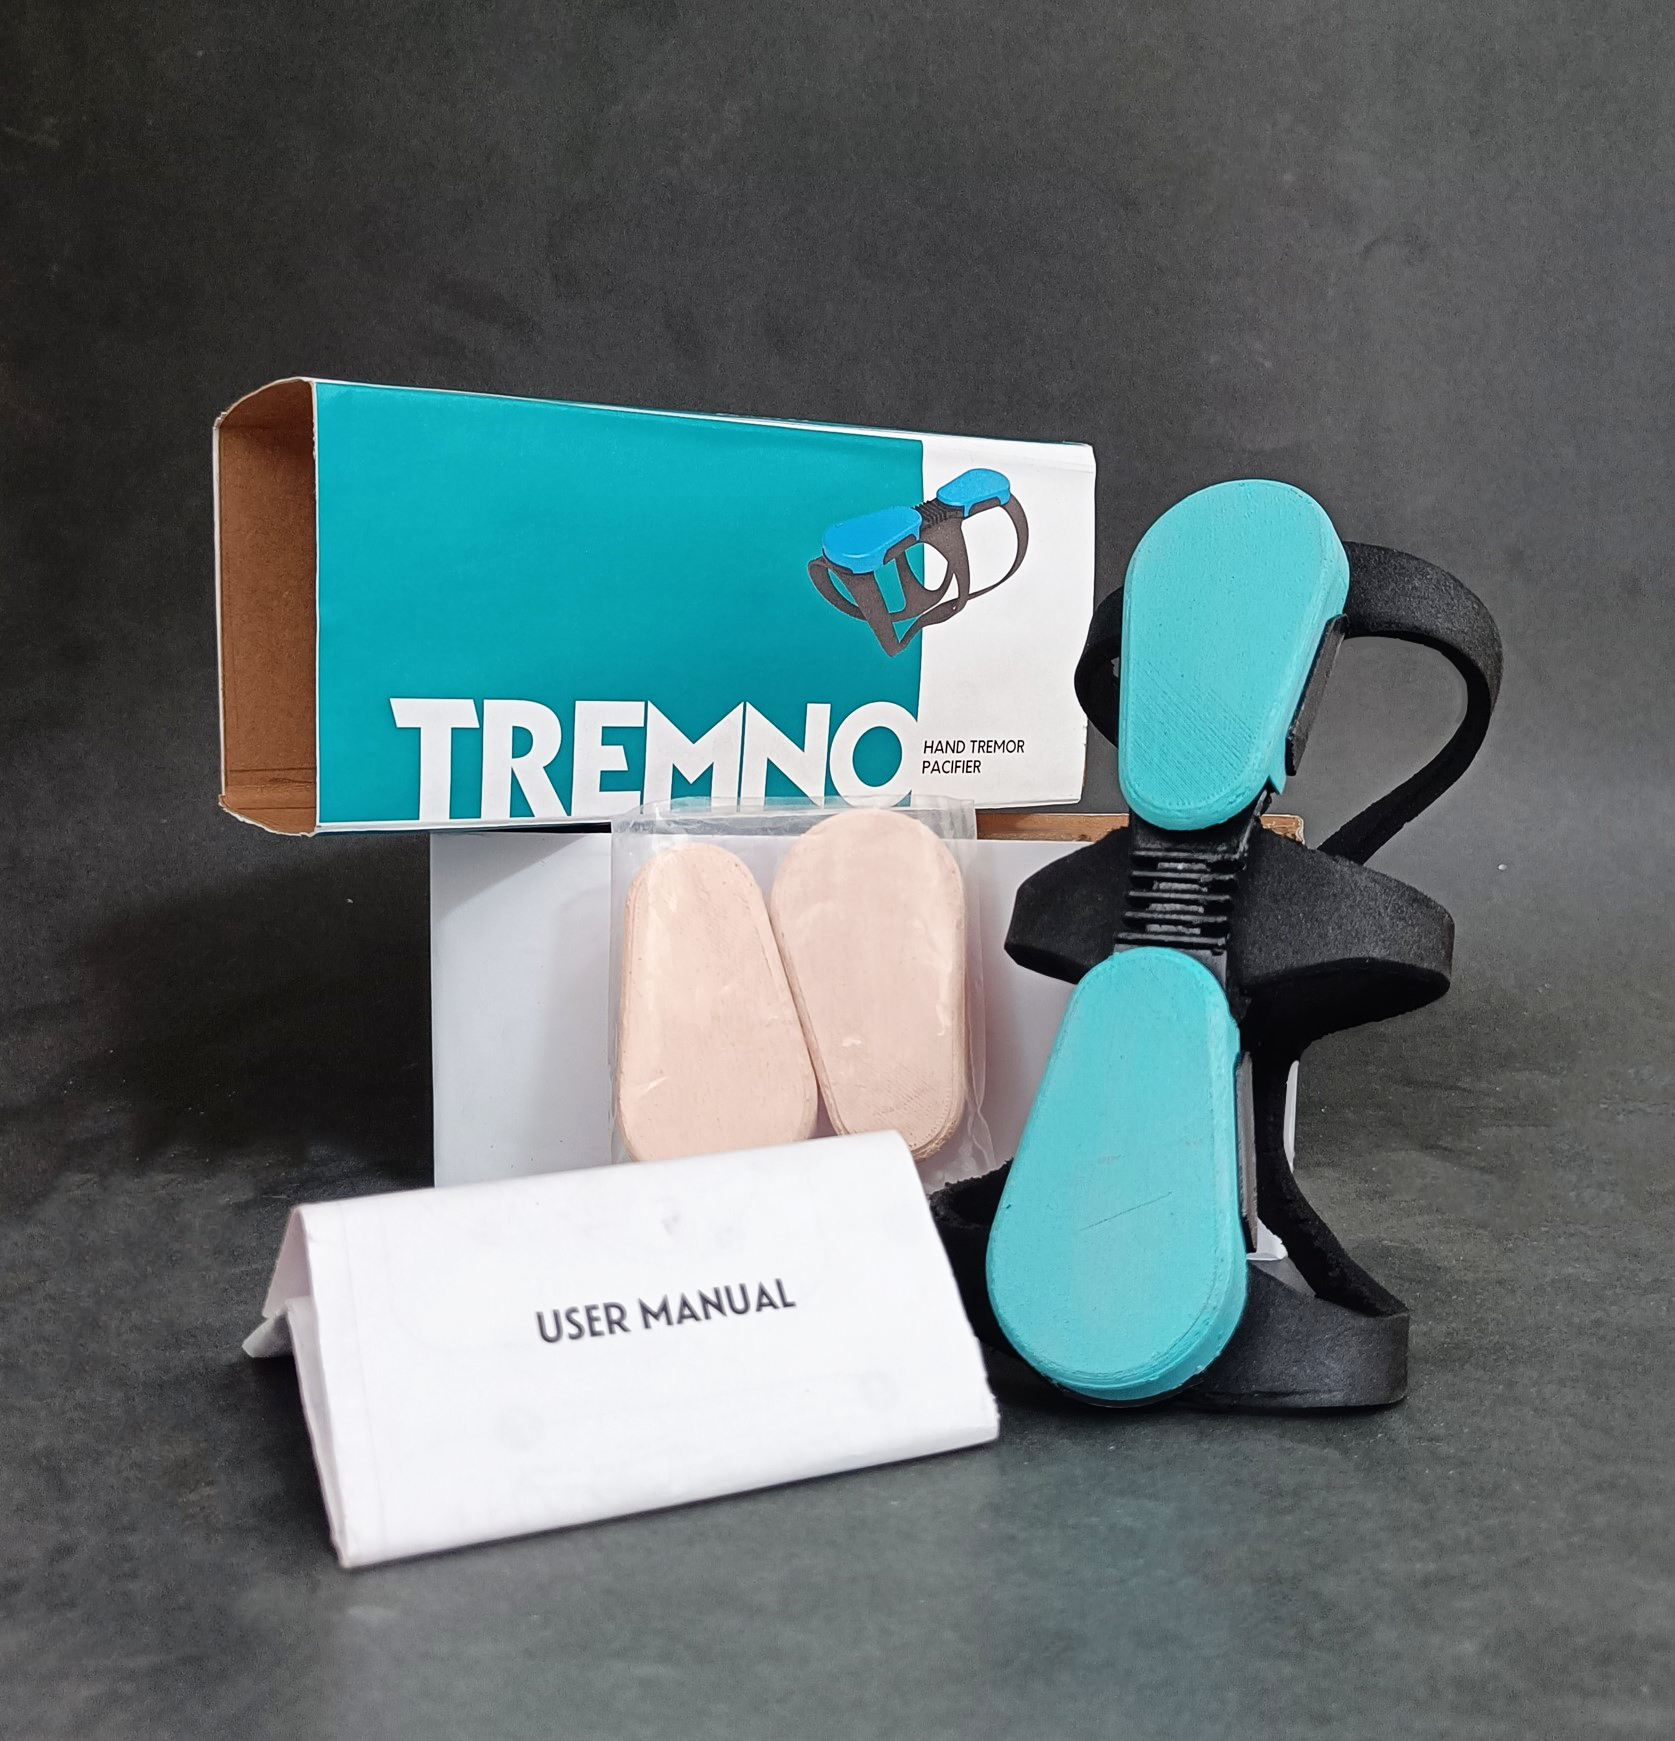 TREMNO
HAND TREMOR
PACIFIER
USER MANUAL